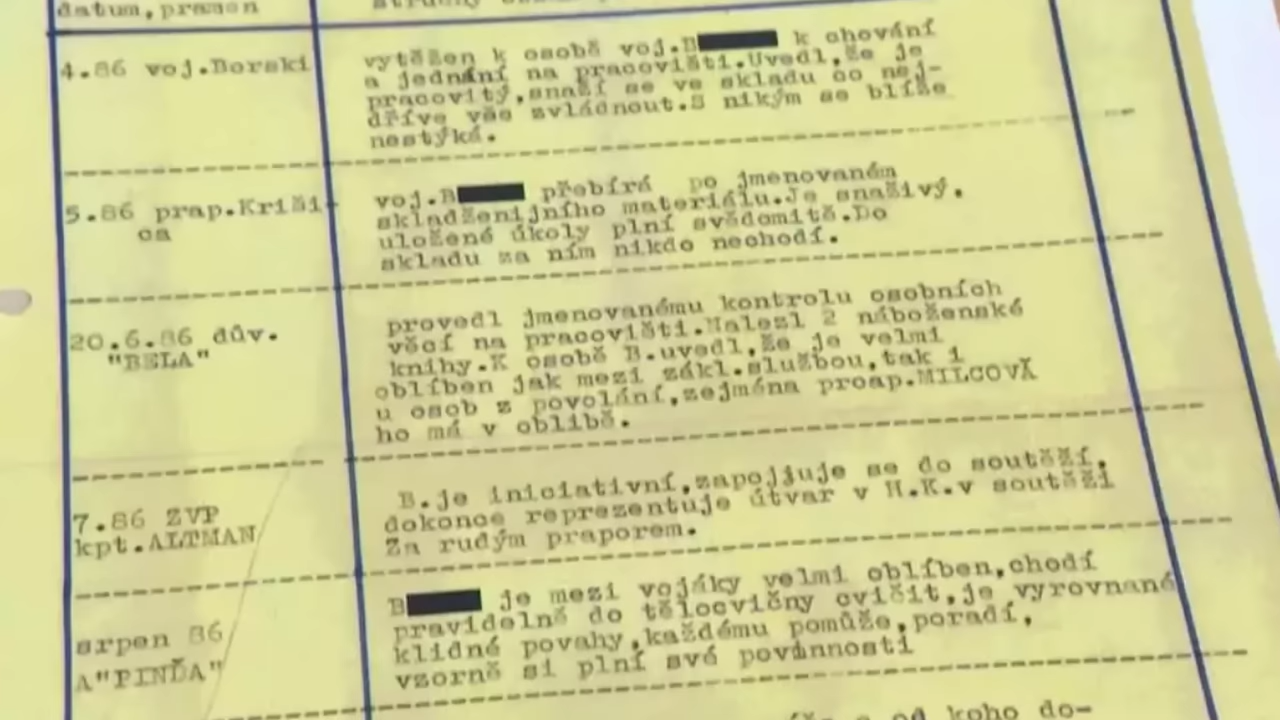 datum,pramen
4.86 voj.Borski
vytěžen k osobě voj.B k chování
a jednání na pracovišti.Uvedl,že je
pracovitý,snaží se ve skladu co nej-
dříve vše zvládnout.S nikým se blíže
nestýká.
5.86 prap.Kriši-
ca
voj.B přebírá po jmenovaném
skladženijního materiálu.Je snaživý.
uložené úkoly plní svědomitě.Do
skladu za ním nikdo nechodí.
20.6.86 dův.
"BELA"
provedl jmenovanému kontrolu osobních
věcí na pracovišti.Nalezl 2 náboženské
knihy.K osobě B.uvedl,že je velmi
oblíben jak mezi zákl.službou,tak i
u osob z povolání,zejména proap.MILCOVÁ
ho má v oblibě.
7.86 ZVP
kpt.ALTMAN
B.je iniciativní,zapojjuje se do soutěží,
dokonce reprezentuje útvar v H.K.v soutěži
Za rudým praporem.
srpen 86
A"PINĎA"
B je mezi vojáky velmi oblíben,chodí
pravidelně do tělocvičny cvičit,je vyrovnané
klidné povahy,každému pomůže,poradí,
vzorně si plní své povinnosti
od koho do-